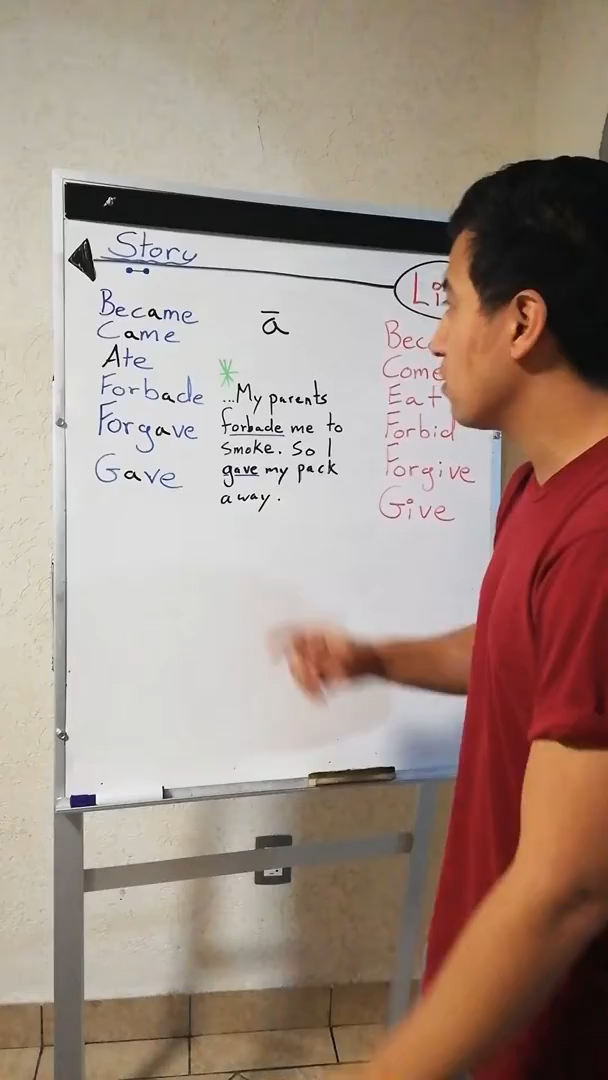 Story
Became
Came
Ate
Forbade
Forgave
Gave
ā
...My parents
forbade me to
smoke. So I
gave my pack
away.
Come
Eat
Forbid
Forgive
Give